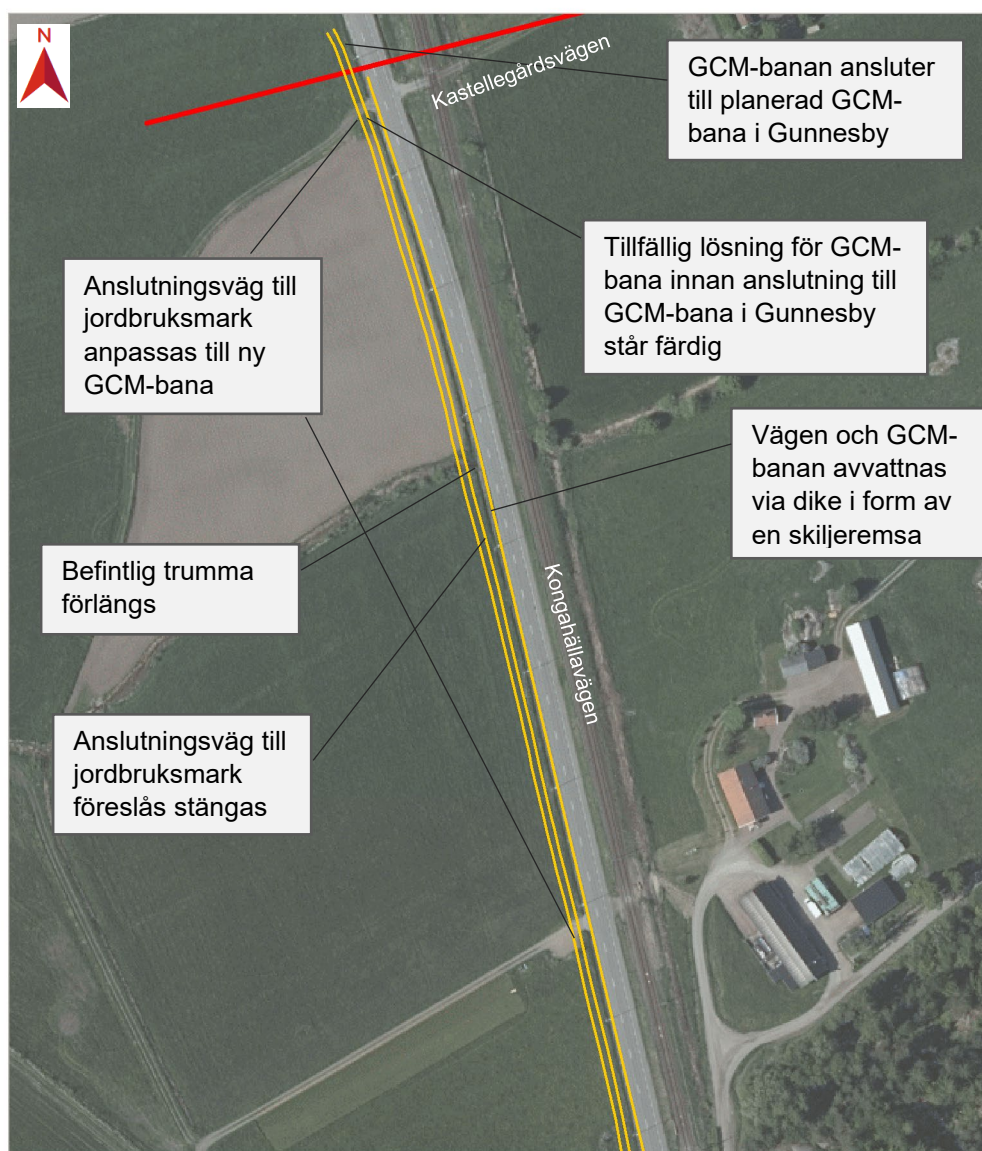 N
GCM-banan ansluter
till planerad GCM-
bana i Gunnesby
Kastellegårdsvägen
Tillfällig lösning för GCM-
bana innan anslutning till
GCM-bana i Gunnesby
står färdig
Anslutningsväg till
jordbruksmark
anpassas till ny
GCM-bana
Vägen och GCM-
banan avvattnas
via dike i form av
en skiljeremsa
Befintlig trumma
förlängs
Kongahällavägen
Anslutningsväg till
jordbruksmark
föreslås stängas